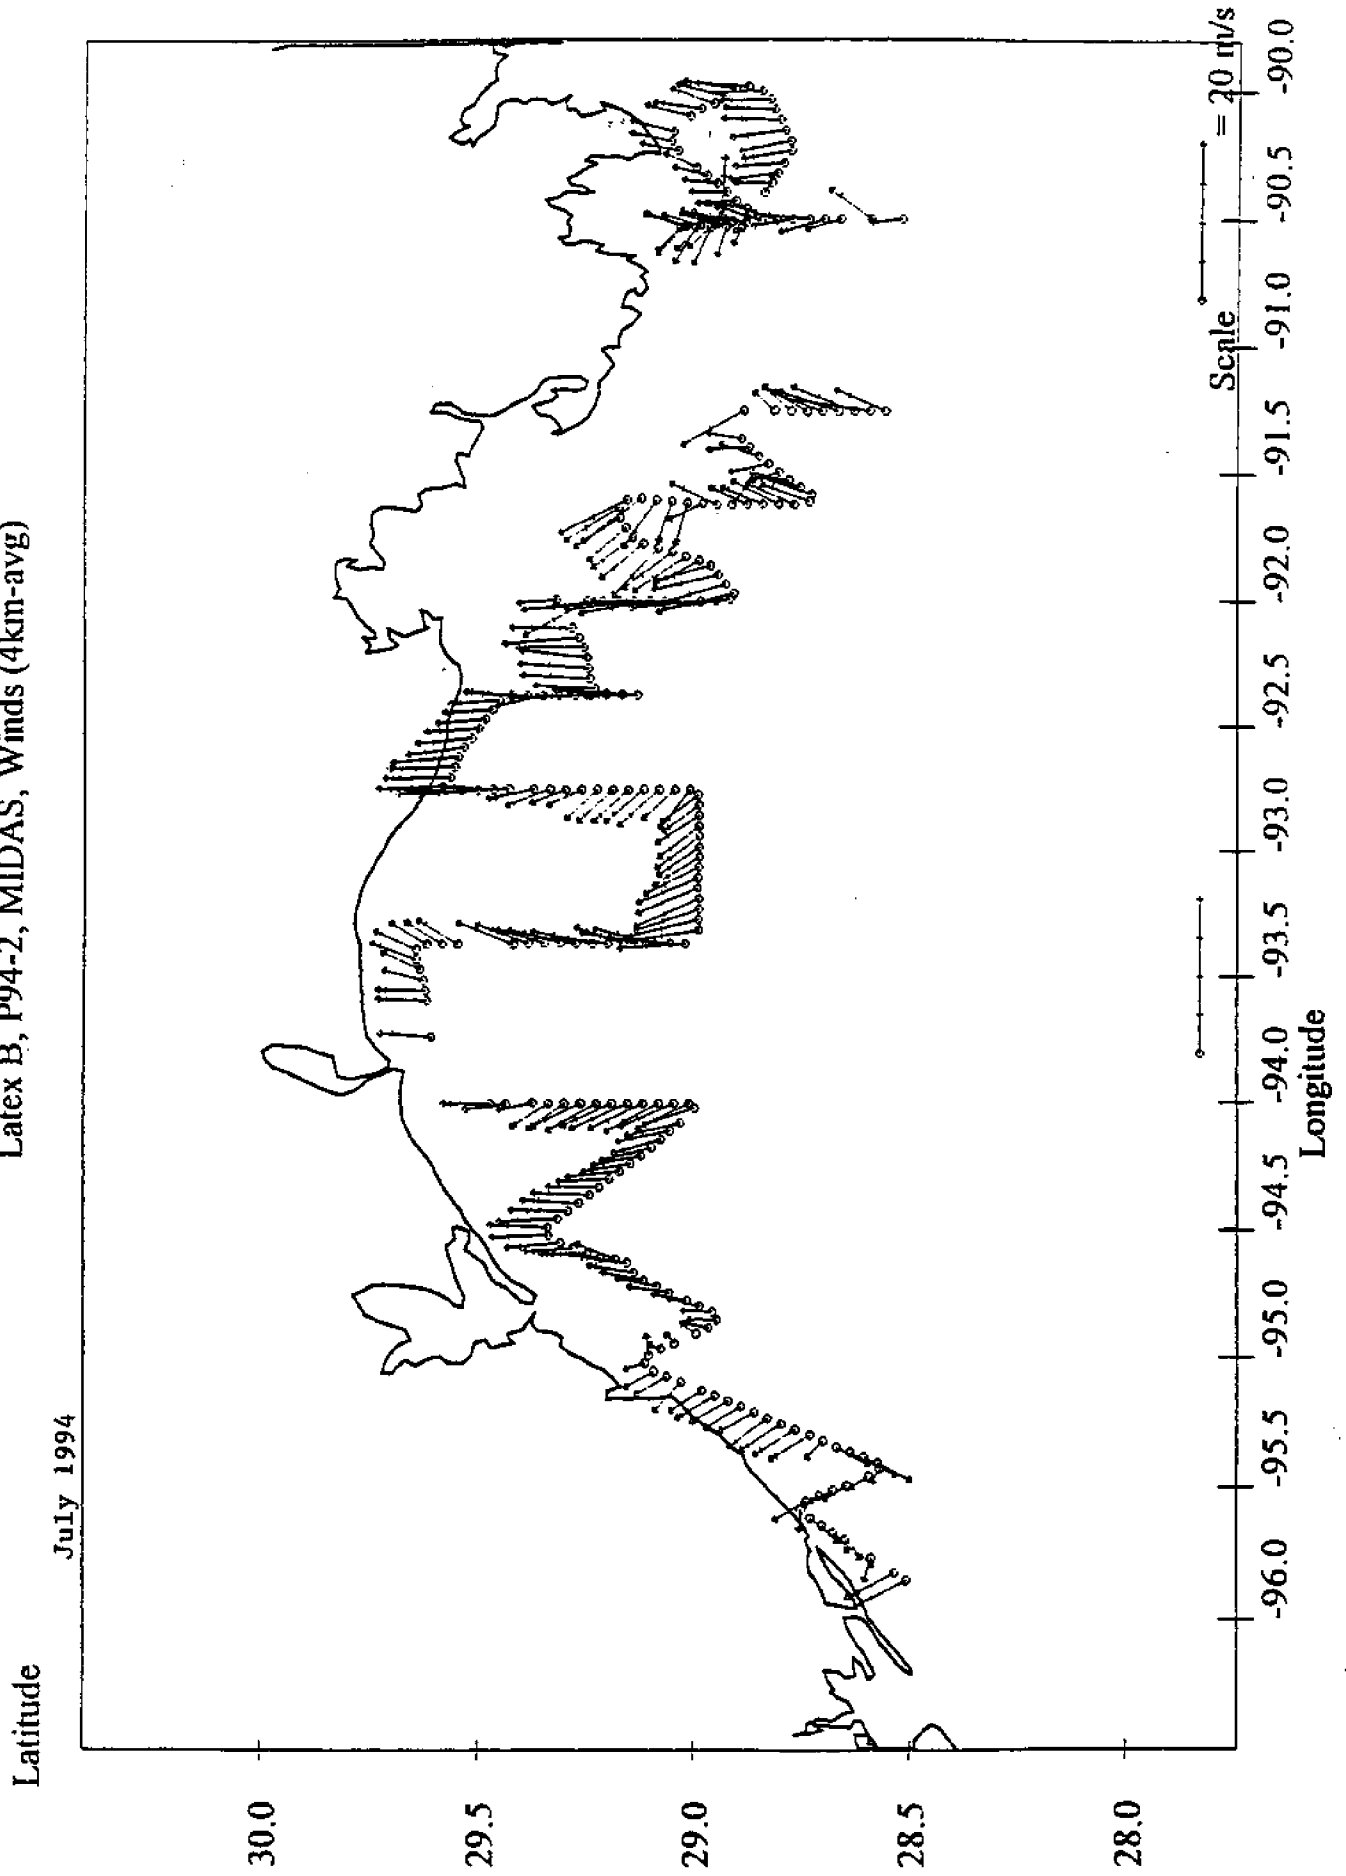 Latex B, P94-2, MIDAS, Winds (4km-avg)
July 1994
Latitude
30.0
29.5
29.0
28.5
28.0
Scale = 20 m/s
-96.0 -95.5 -95.0 -94.5 -94.0 -93.5 -93.0 -92.5 -92.0 -91.5 -91.0 -90.5 -90.0
Longitude